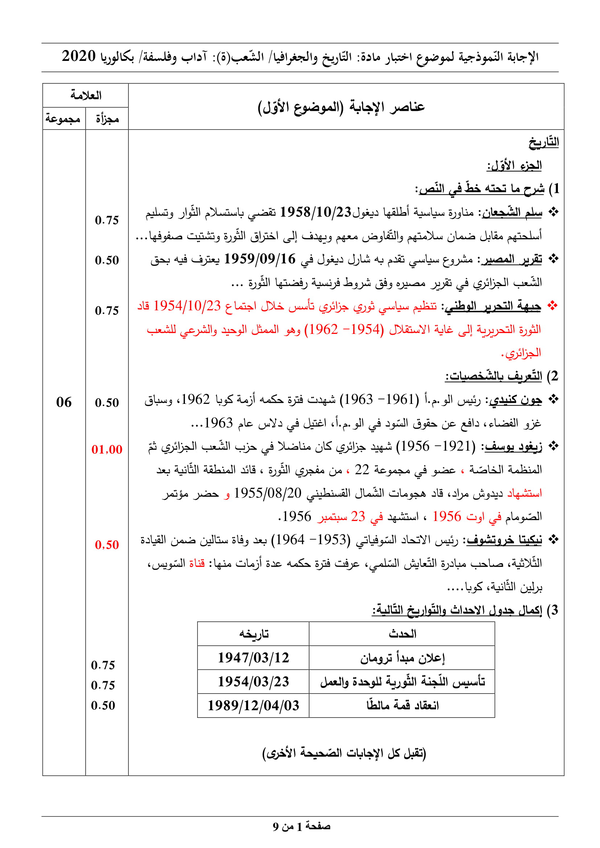 الإجابة النّموذجية لموضوع اختبار مادة: التّاريخ والجغرافيا/ الشّعب(ة): آداب وفلسفة/ بكالوريا 2020
العلامة
عناصر الإجابة (الموضوع الأوّل)
مجموعة مجزأة
التّاريخ
الجزء الأوّل:
1) شرح ما تحته خطّ في النّص:
❖ سلم الشّجعان: مناورة سياسية أطلقها ديغول1958/10/23 تقضي باستسلام الثّوار وتسليم
0.75
أسلحتهم مقابل ضمان سلامتهم والتّفاوض معهم ويهدف إلى اختراق الثّورة وتشتيت صفوفها...
❖ تقرير المصير: مشروع سياسي تقدم به شارل ديغول في 1959/09/16 يعترف فيه بحق
0.50
الشّعب الجزائري في تقرير مصيره وفق شروط فرنسية رفضتها الثّورة ...
❖ جبهة التحرير الوطني: تنظيم سياسي ثوري جزائري تأسس خلال اجتماع 1954/10/23 قاد
0.75
الثورة التحريرية إلى غاية الاستقلال (1954– 1962) وهو الممثل الوحيد والشرعي للشعب
الجزائري.
2) التّعريف بالشّخصيات:
❖ جون كنيدي: رئيس الو.م.أ (1961– 1963) شهدت فترة حكمه أزمة كوبا 1962، وسباق
0.50
06
غزو الفضاء، دافع عن حقوق السّود في الو.م.أ، اغتيل في دلاس عام 1963...
❖ زيغود يوسف: (1921– 1956) شهيد جزائري كان مناضلا في حزب الشّعب الجزائري ثمّ
01.00
المنظمة الخاصّة ، عضو في مجموعة 22 ، من مفجري الثّورة ، قائد المنطقة الثّانية بعد
استشهاد ديدوش مراد، قاد هجومات الشّمال القسنطيني 1955/08/20 و حضر مؤتمر
الصّومام في اوت 1956 ، استشهد في 23 سبتمبر 1956.
❖ نيكيتا خروتشوف: رئيس الاتحاد السّوفياتي (1953– 1964) بعد وفاة ستالين ضمن القيادة
0.50
الثّلاثية، صاحب مبادرة التّعايش السّلمي، عرفت فترة حكمه عدة أزمات منها: قناة السّويس،
برلين الثّانية، كوبا....
3) إكمال جدول الاحداث والتّواريخ التّالية:
الحدث تاريخه
إعلان مبدأ ترومان 1947/03/12
0.75
تأسيس اللّجنة الثّورية للوحدة والعمل 1954/03/23
0.75
انعقاد قمة مالطّا 1989/12/04/03
0.50
(تقبل كل الإجابات الصّحيحة الأخرى)
صفحة 1 من 9